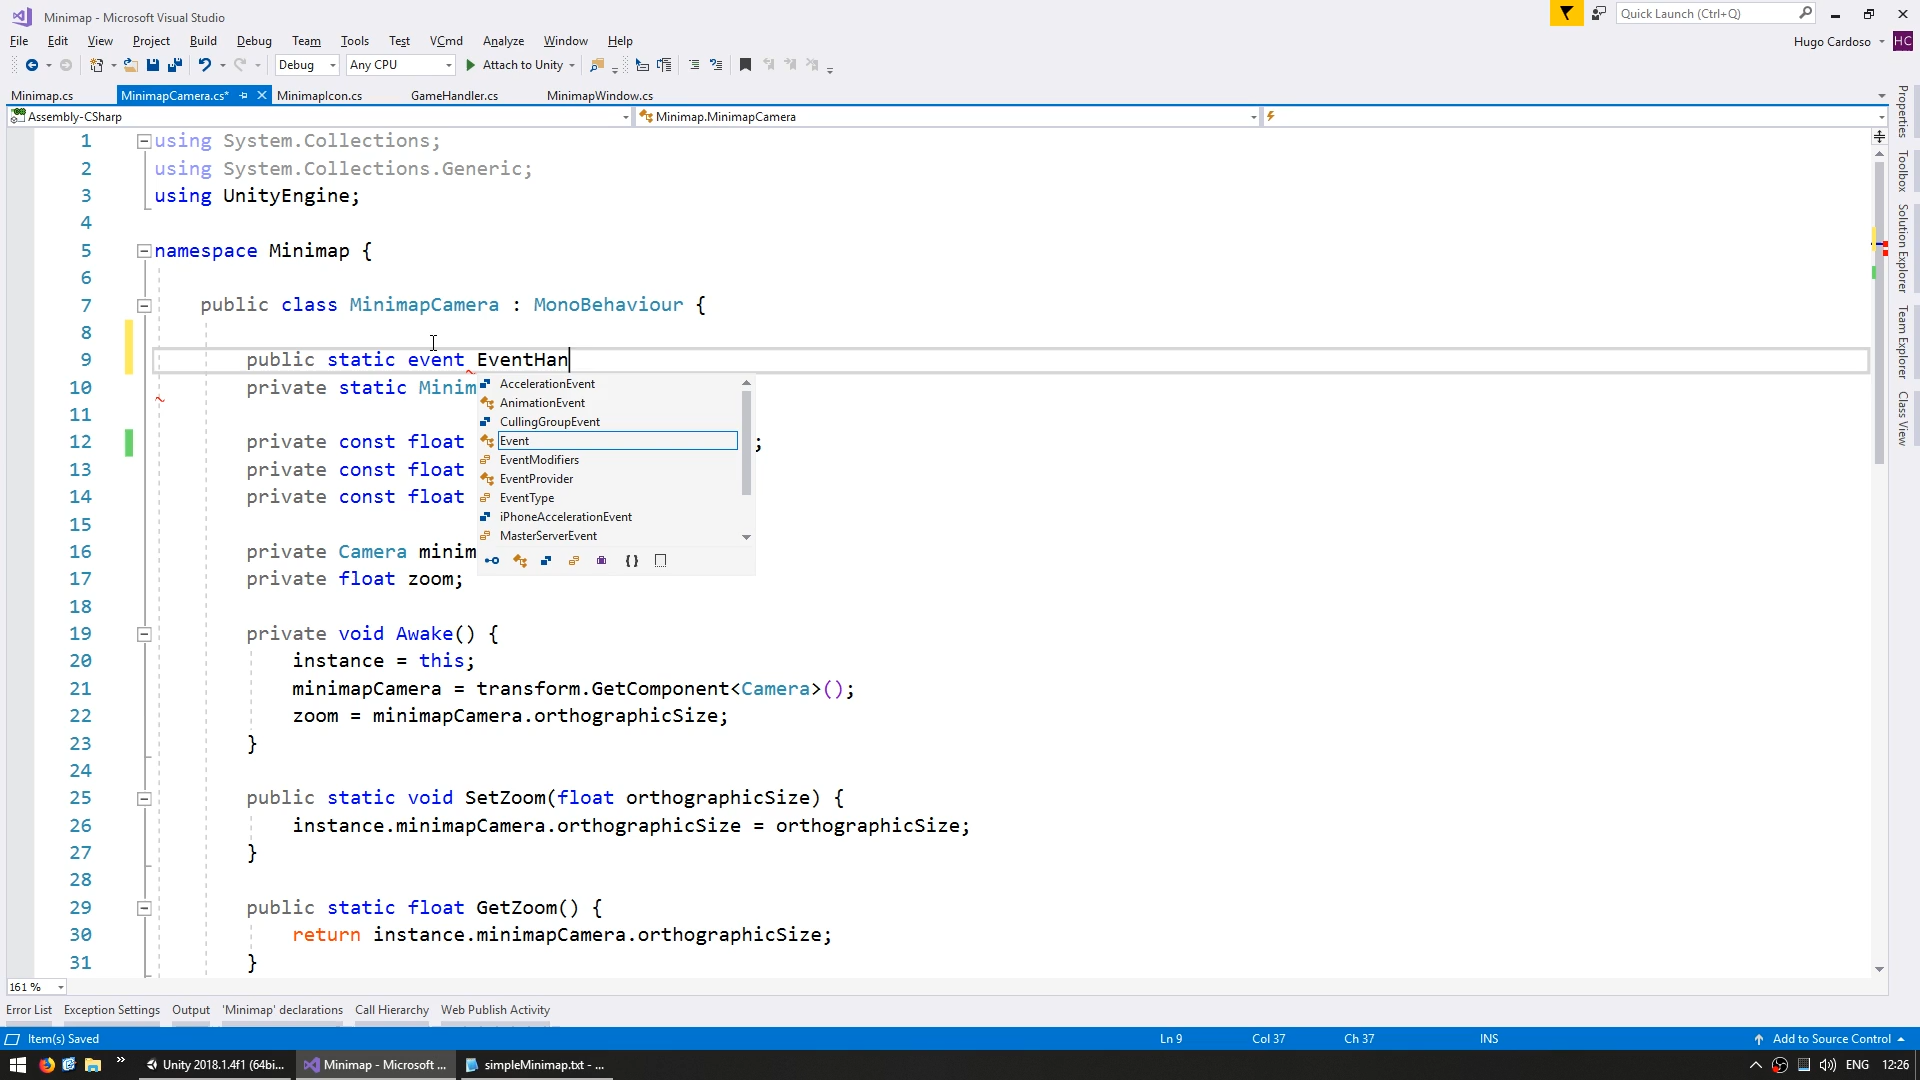 Minimap - Microsoft Visual Studio
Quick Launch (Ctrl+Q)
File Edit View Project Build Debug Team Tools Test VCmd Analyze Window Help
Hugo Cardoso HC
Debug Any CPU Attach to Unity
Minimap.cs MinimapCamera.cs* MinimapIcon.cs GameHandler.cs MinimapWindow.cs
Assembly-CSharp Minimap.MinimapCamera
1 using System.Collections;
2 using System.Collections.Generic;
3 using UnityEngine;
4
5 namespace Minimap {
6
7 public class MinimapCamera : MonoBehaviour {
8
9 public static event EventHan
10 private static Minim
11
12 private const float ;
13 private const float
14 private const float
15
16 private Camera minim
17 private float zoom;
18
19 private void Awake() {
20 instance = this;
21 minimapCamera = transform.GetComponent<Camera>();
22 zoom = minimapCamera.orthographicSize;
23 }
24
25 public static void SetZoom(float orthographicSize) {
26 instance.minimapCamera.orthographicSize = orthographicSize;
27 }
28
29 public static float GetZoom() {
30 return instance.minimapCamera.orthographicSize;
31 }
AccelerationEvent
AnimationEvent
CullingGroupEvent
Event
EventModifiers
EventProvider
EventType
iPhoneAccelerationEvent
MasterServerEvent
Properties
Toolbox
Solution Explorer
Team Explorer
Class View
161 %
Error List Exception Settings Output 'Minimap' declarations Call Hierarchy Web Publish Activity
Item(s) Saved Ln 9 Col 37 Ch 37 INS Add to Source Control
Unity 2018.1.4f1 (64bi... Minimap - Microsoft ... simpleMinimap.txt - ... ENG 12:26